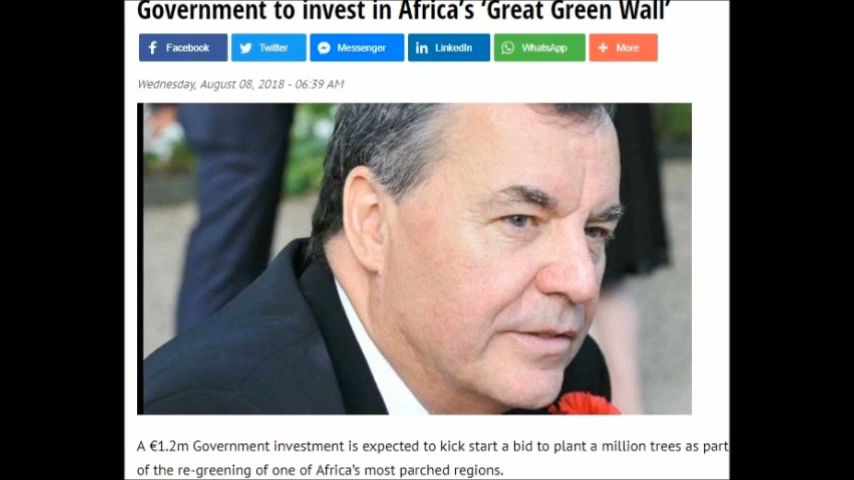 Government to invest in Africa's 'Great Green Wall'
Facebook Twitter Messenger LinkedIn WhatsApp More
Wednesday, August 08, 2018 - 06:39 AM
A €1.2m Government investment is expected to kick start a bid to plant a million trees as part
of the re-greening of one of Africa's most parched regions.